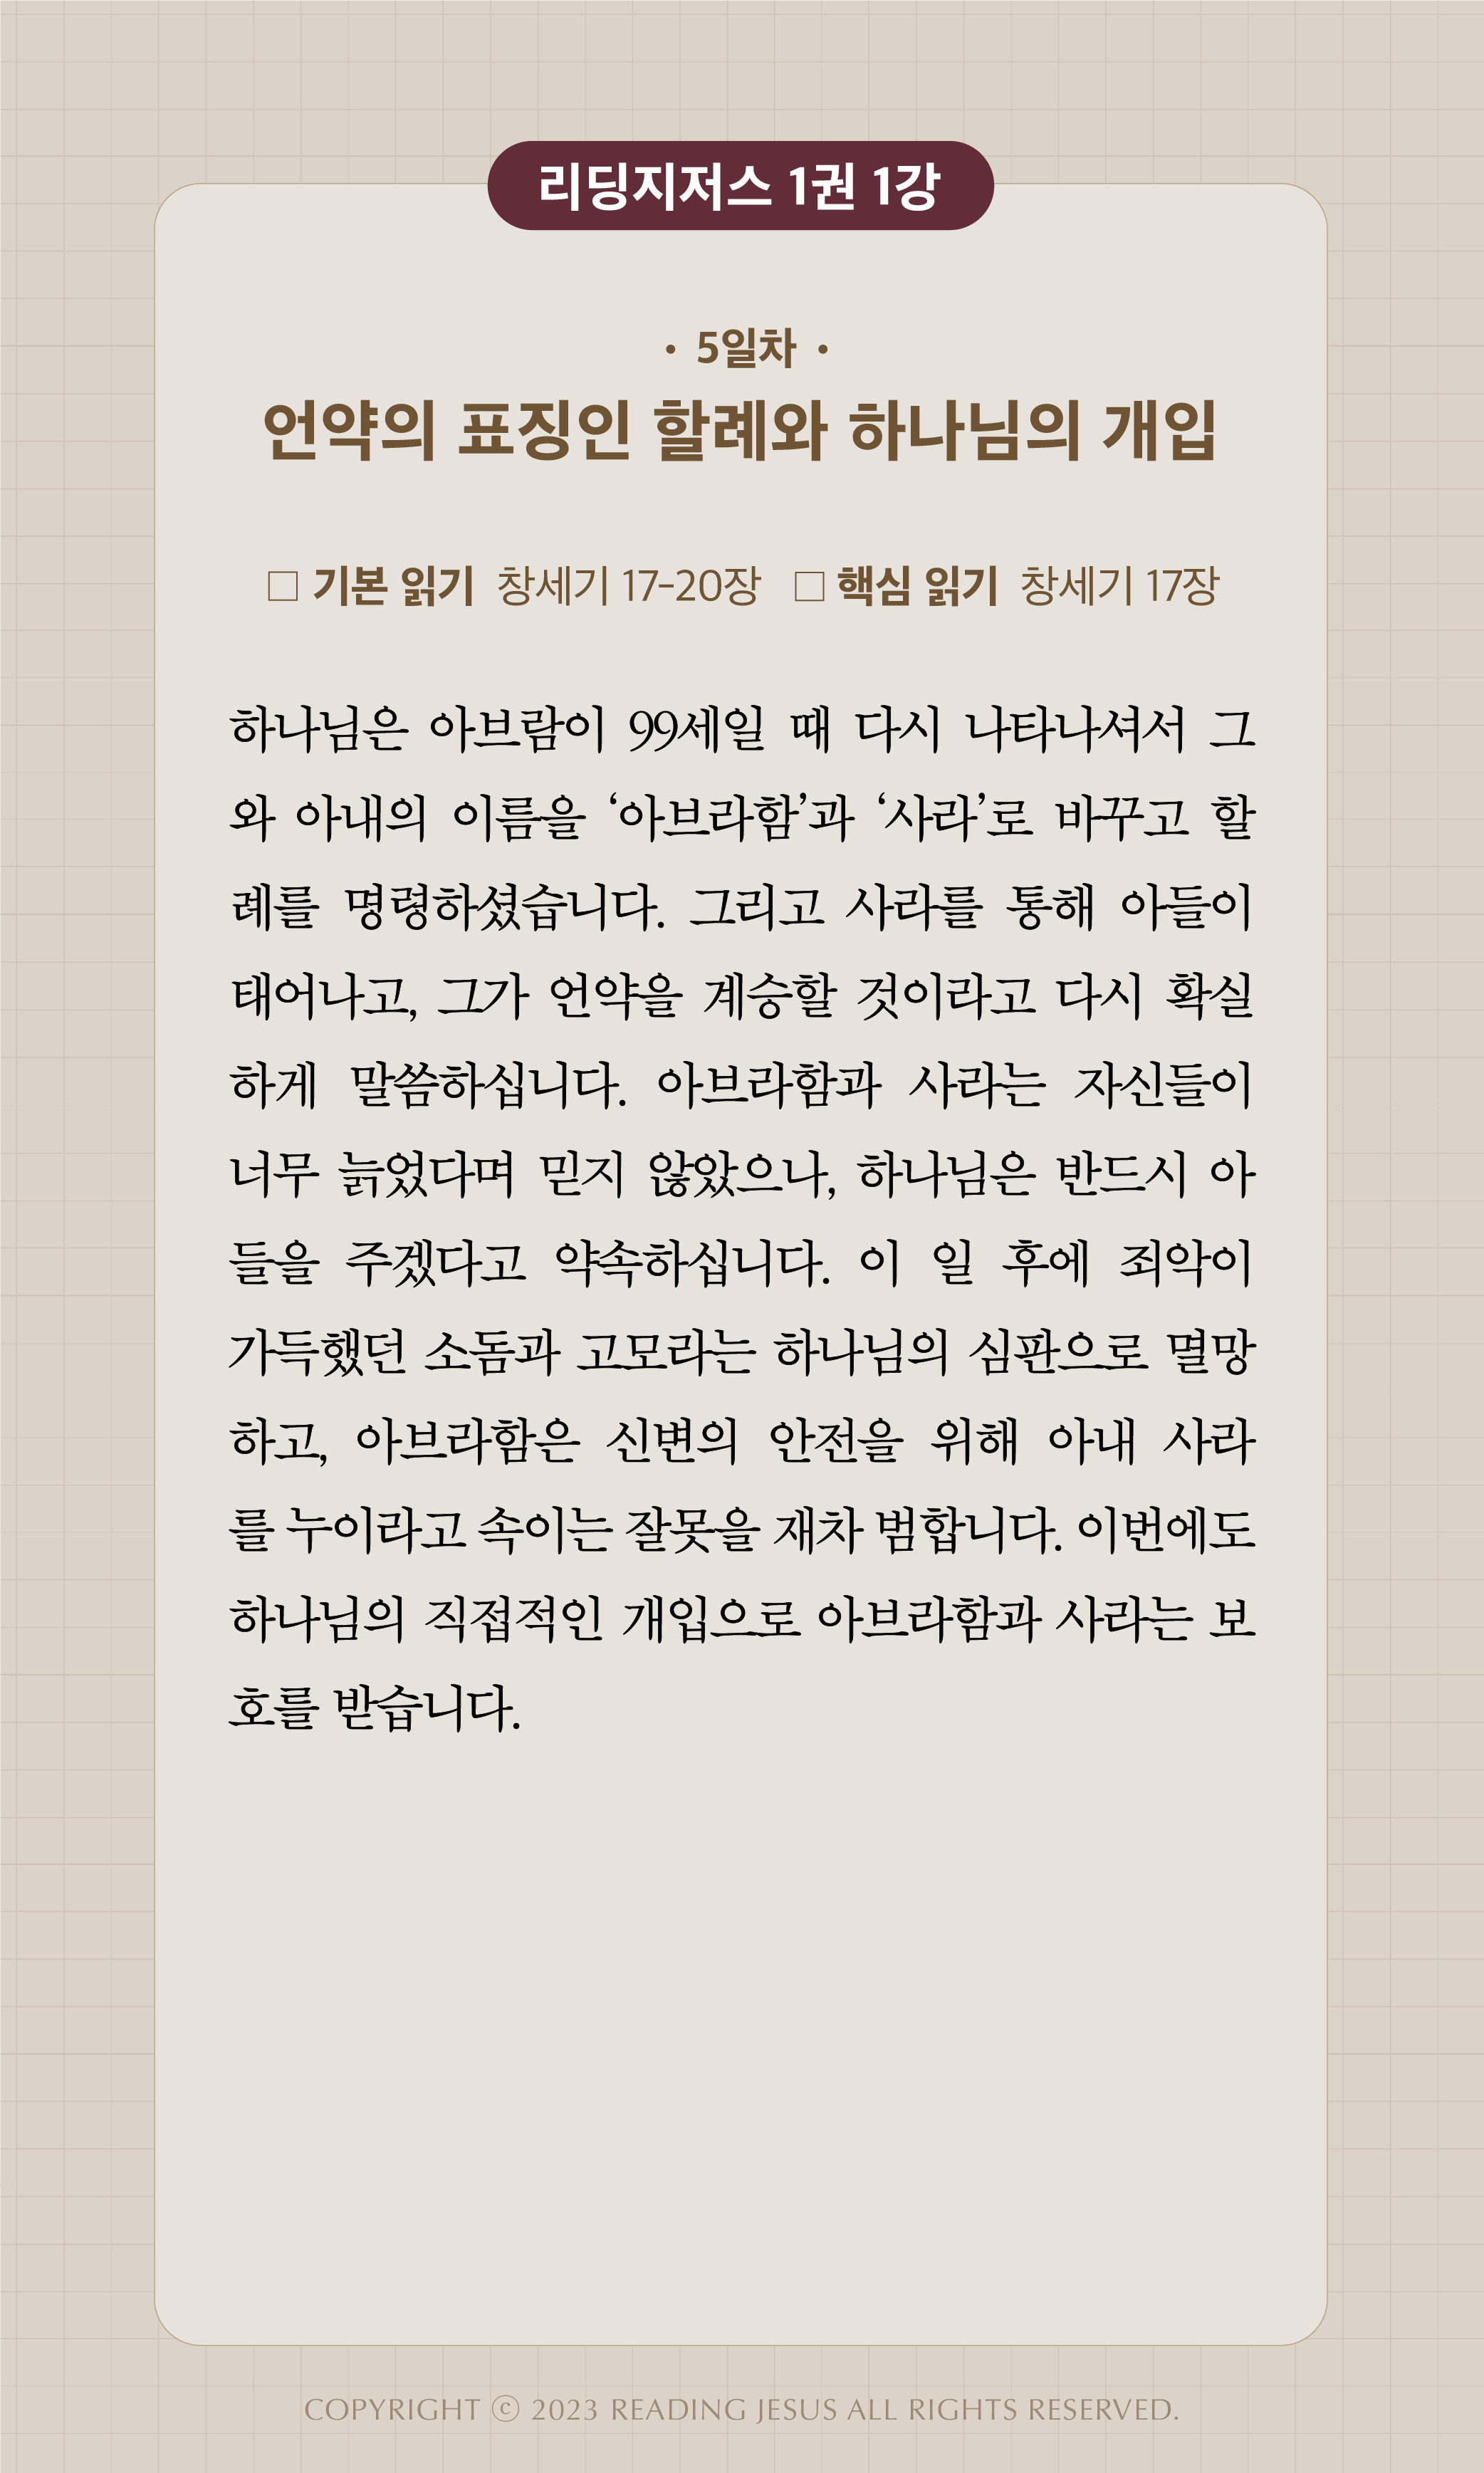 리딩지저스 1권 1강
· 5일차 ·
언약의 표징인 할례와 하나님의 개입
□ 기본 읽기 창세기 17-20장 □ 핵심 읽기 창세기 17장
하나님은 아브람이 99세일 때 다시 나타나셔서 그
와 아내의 이름을 ‘아브라함’과 ‘사라’로 바꾸고 할
례를 명령하셨습니다. 그리고 사라를 통해 아들이
태어나고, 그가 언약을 계승할 것이라고 다시 확실
하게 말씀하십니다. 아브라함과 사라는 자신들이
너무 늙었다며 믿지 않았으나, 하나님은 반드시 아
들을 주겠다고 약속하십니다. 이 일 후에 죄악이
가득했던 소돔과 고모라는 하나님의 심판으로 멸망
하고, 아브라함은 신변의 안전을 위해 아내 사라
를 누이라고 속이는 잘못을 재차 범합니다. 이번에도
하나님의 직접적인 개입으로 아브라함과 사라는 보
호를 받습니다.
COPYRIGHT ⓒ 2023 READING JESUS ALL RIGHTS RESERVED.